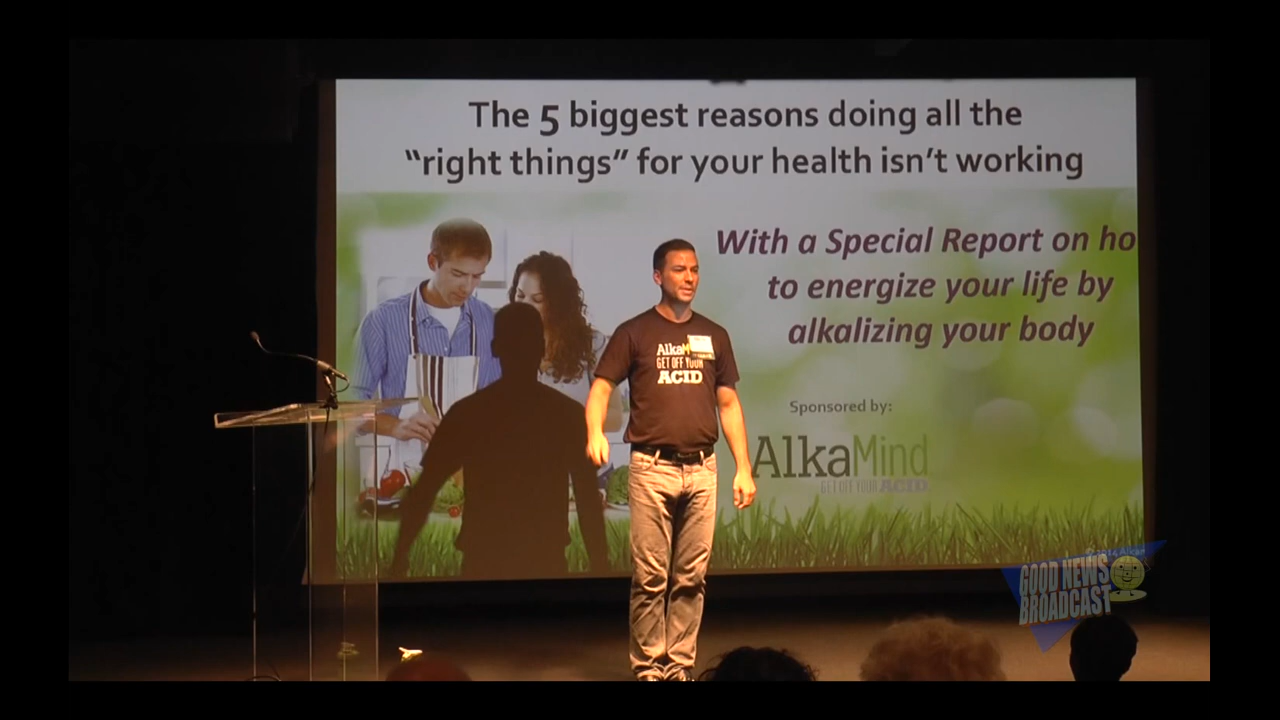 The 5 biggest reasons doing all the
“right things” for your health isn’t working
With a Special Report on ho
to energize your life by
alkalizing your body
Sponsored by:
AlkaMind
GET OFF YOUR ACID
AlkaM
GET OFF YOUR
ACID
GOOD NEWS
BROADCAST